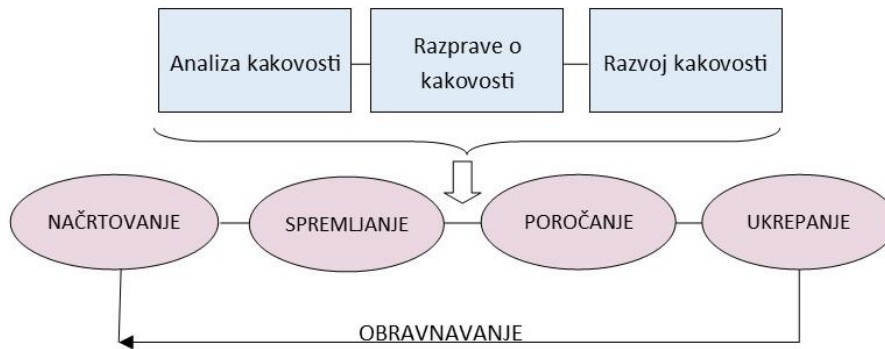 Analiza kakovosti
Razprave o
kakovosti
Razvoj kakovosti
NAČRTOVANJE
SPREMLJANJE
POROČANJE
UKREPANJE
OBRAVNAVANJE